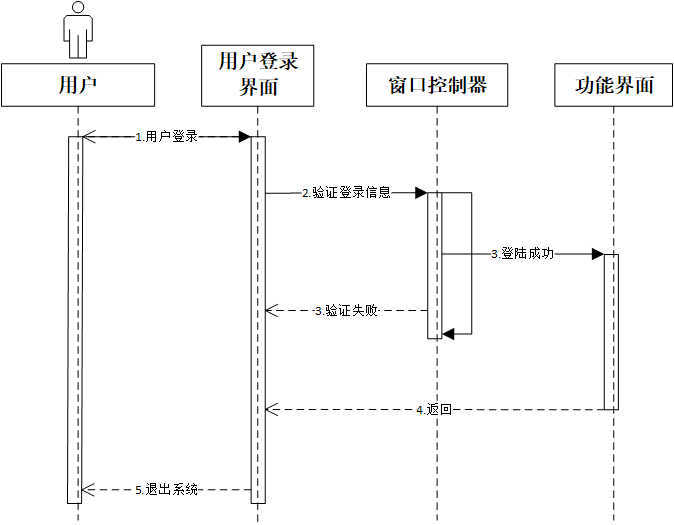 用户
用户登录
界面
窗口控制器
功能界面
1.用户登录
2.验证登录信息
3.登陆成功
3.验证失败
4.返回
5.退出系统